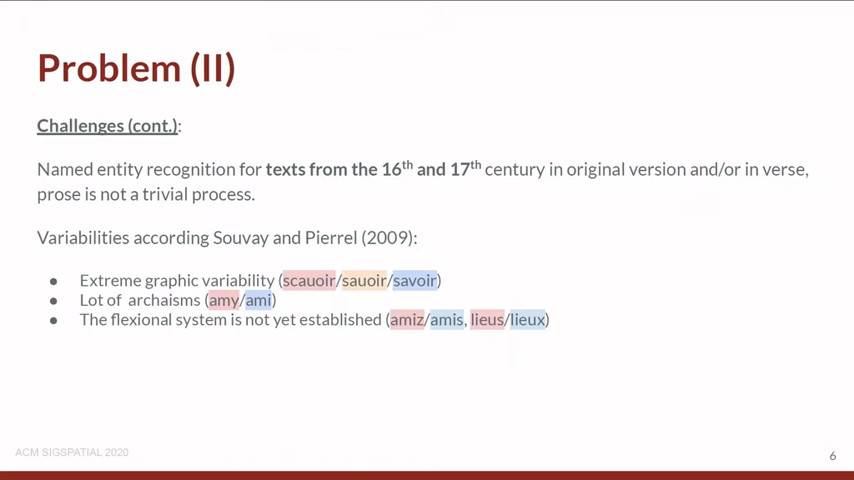 Problem (II)
Challenges (cont.):
Named entity recognition for texts from the 16th and 17th century in original version and/or in verse,
prose is not a trivial process.
Variabilities according Souvay and Pierrel (2009):
● Extreme graphic variability (scauoir/sauoir/savoir)
● Lot of archaisms (amy/ami)
● The flexional system is not yet established (amiz/amis, lieus/lieux)
ACM SIGSPATIAL 2020
6